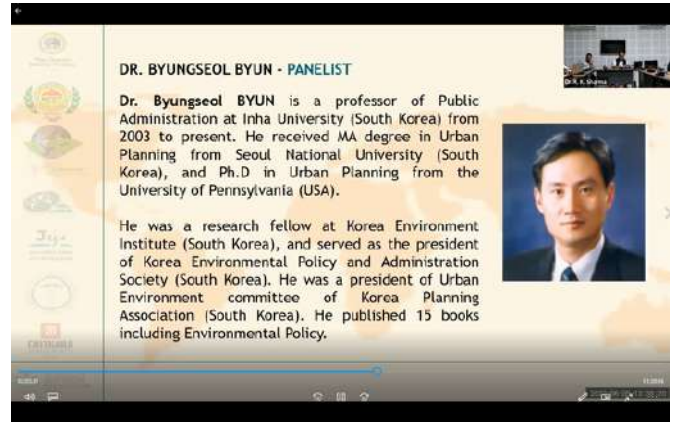 DR. BYUNGSEOL BYUN - PANELIST
Dr. Byungseol BYUN is a professor of Public
Administration at Inha University (South Korea) from
2003 to present. He received MA degree in Urban
Planning from Seoul National University (South
Korea), and Ph.D in Urban Planning from the
University of Pennsylvania (USA).
He was a research fellow at Korea Environment
Institute (South Korea), and served as the president
of Korea Environmental Policy and Administration
Society (South Korea). He was a president of Urban
Environment committee of Korea Planning
Association (South Korea). He published 15 books
including Environmental Policy.